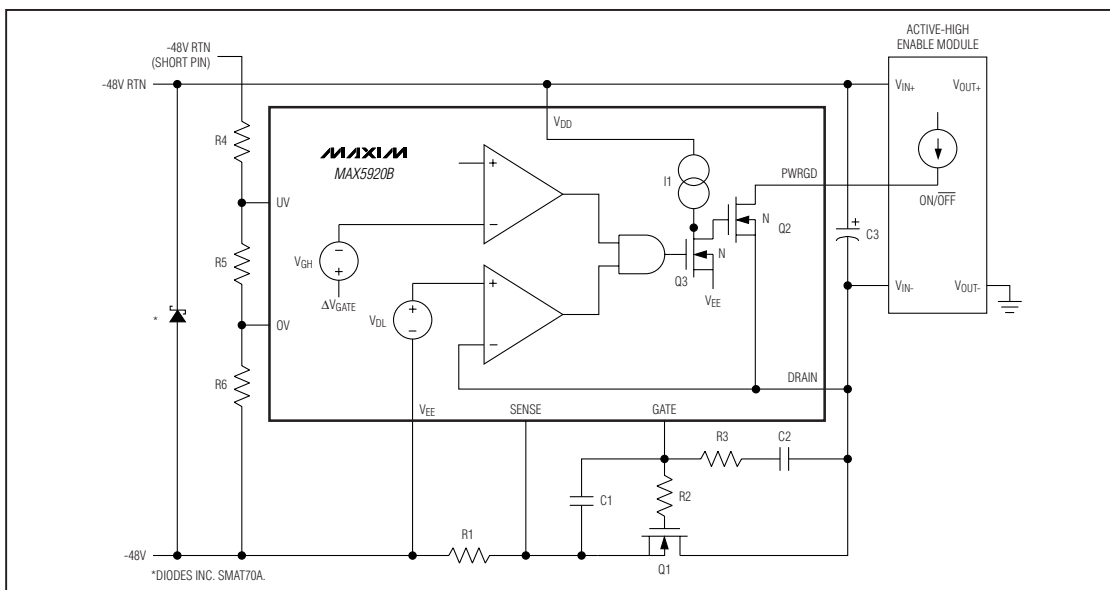 ACTIVE-HIGH
ENABLE MODULE
-48V RTN
(SHORT PIN)
-48V RTN
VIN+
VOUT+
R4
VDD
MAXIM
MAX5920B
+
I1
PWRGD
ON/OFF
UV
−
N
Q2
+
C3
VGH
−
+
N
Q3
R5
ΔVGATE
VEE
VIN-
VOUT-
*
OV
VDL
+
−
+
−
DRAIN
R6
VEE
SENSE
GATE
R3
C2
C1
R2
R1
-48V
Q1
*DIODES INC. SMAT70A.